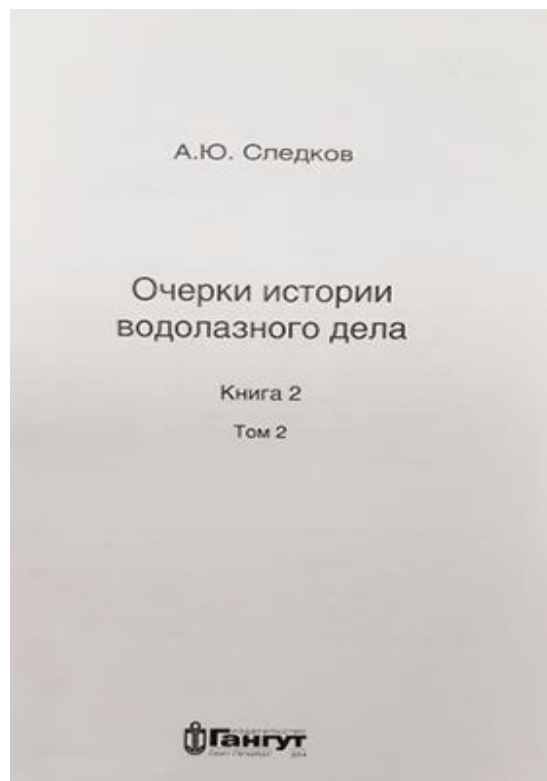 А.Ю. Следков
Очерки истории
водолазного дела
Книга 2
Том 2
Гангут